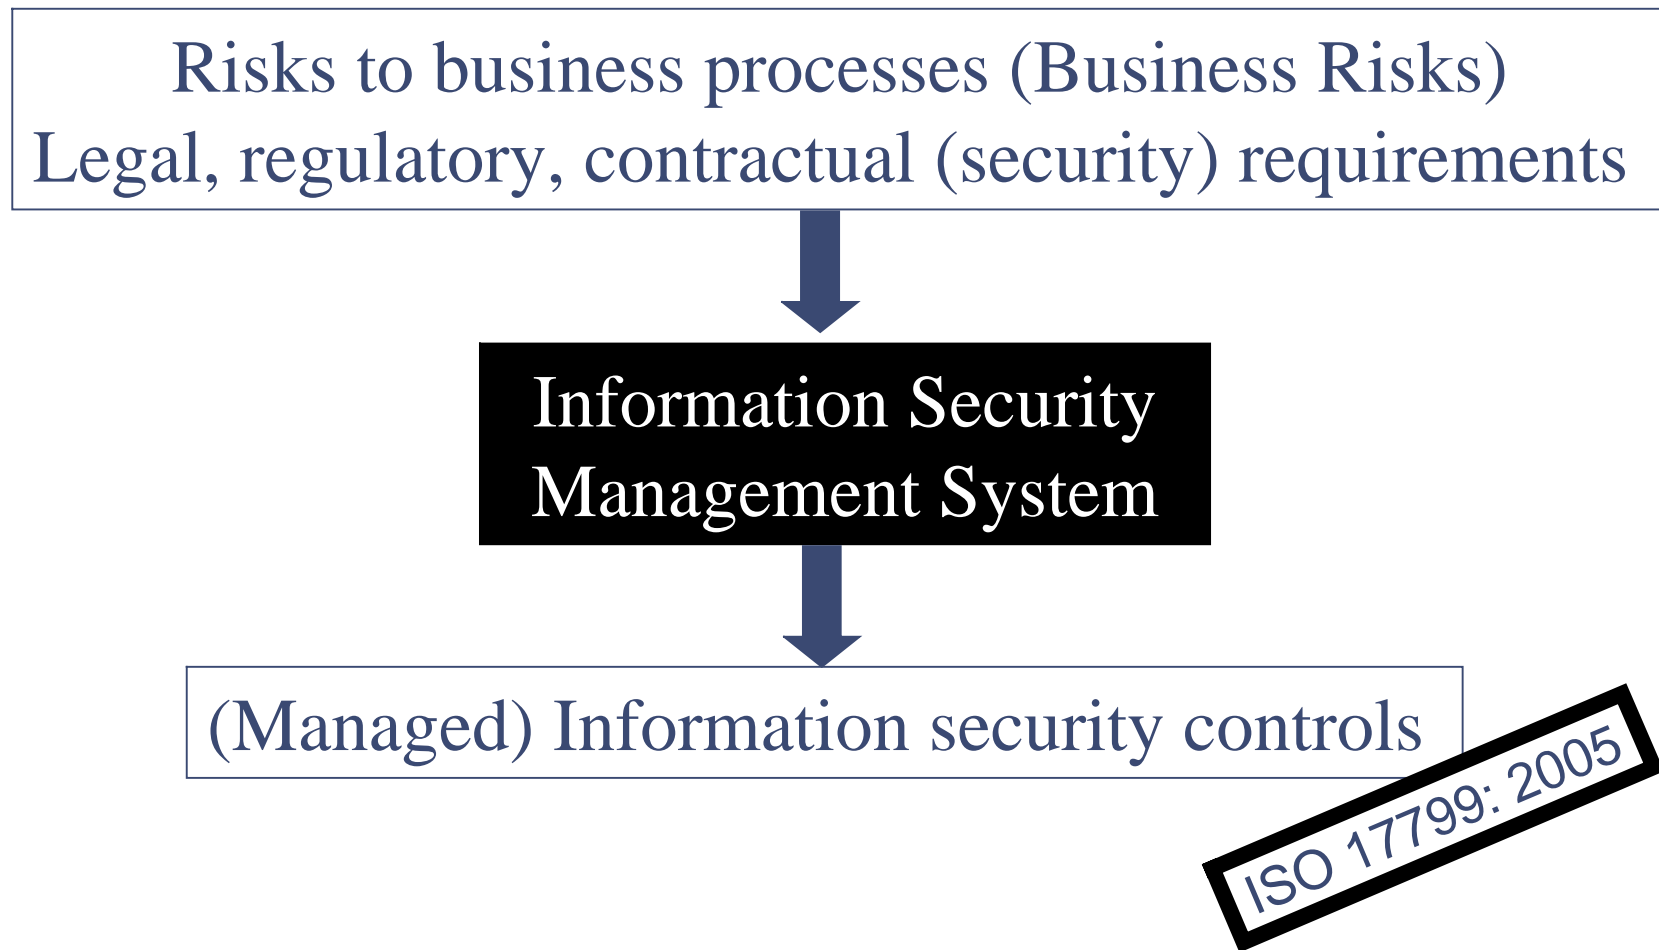 Risks to business processes (Business Risks)
Legal, regulatory, contractual (security) requirements
Information Security
Management System
(Managed) Information security controls
ISO 17799: 2005